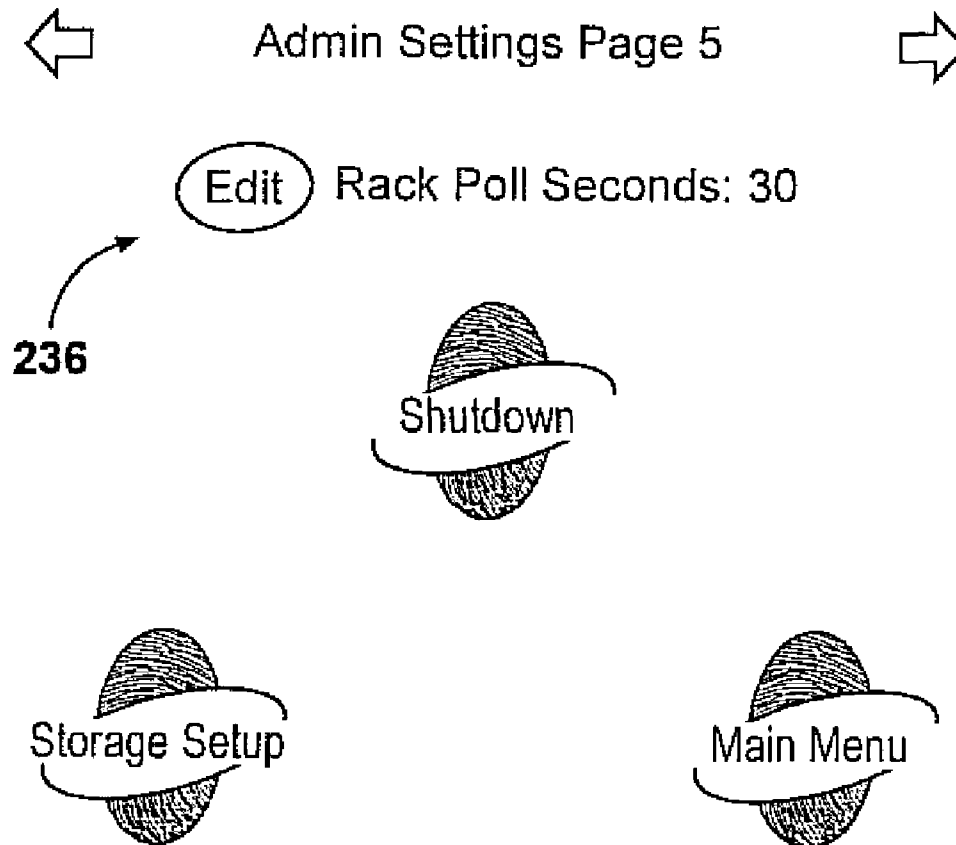 Admin Settings Page 5
Edit Rack Poll Seconds: 30
236
Shutdown
Storage Setup
Main Menu